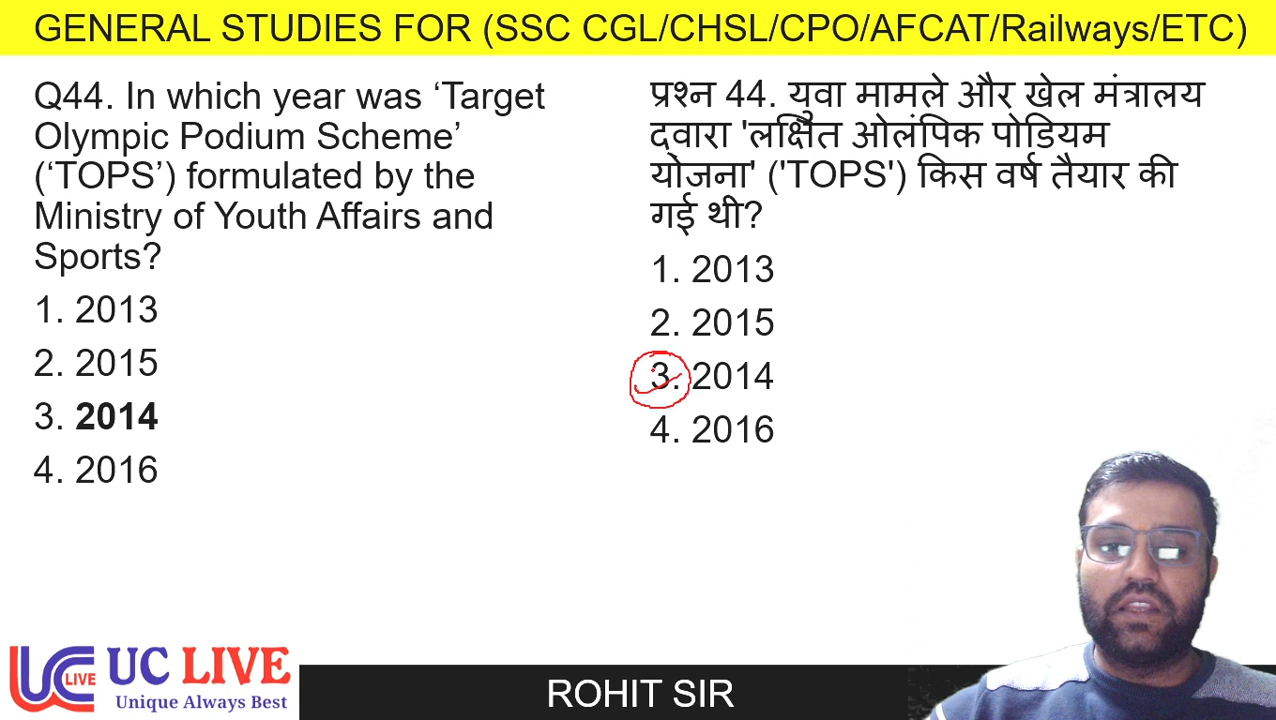 GENERAL STUDIES FOR (SSC CGL/CHSL/CPO/AFCAT/Railways/ETC)
Q44. In which year was ‘Target
Olympic Podium Scheme’
(‘TOPS’) formulated by the
Ministry of Youth Affairs and
Sports?
1. 2013
2. 2015
3. 2014
4. 2016
प्रश्न 44. युवा मामले और खेल मंत्रालय
दवारा 'लक्षित ओलंपिक पोडियम
योजना' ('TOPS') किस वर्ष तैयार की
गई थी?
1. 2013
2. 2015
3. 2014
4. 2016
UC LIVE
LIVE
Unique Always Best
ROHIT SIR